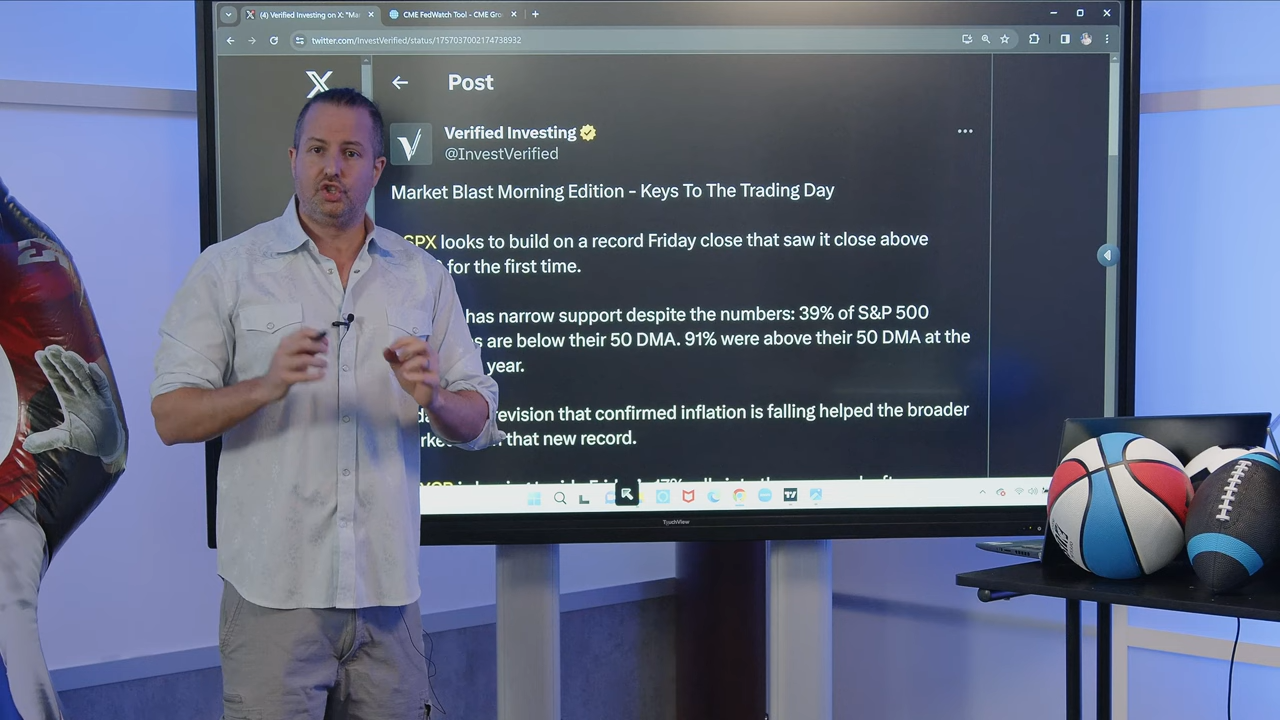 (4) Verified Investing on X: "Mar
CME FedWatch Tool - CME Gro
twitter.com/InvestVerified/status/1757037002174738932
Post
Verified Investing
@InvestVerified
Market Blast Morning Edition - Keys To The Trading Day
SPX looks to build on a record Friday close that saw it close above
for the first time.
has narrow support despite the numbers: 39% of S&P 500
are below their 50 DMA. 91% were above their 50 DMA at the
year.
revision that confirmed inflation is falling helped the broader
that new record.
TouchView